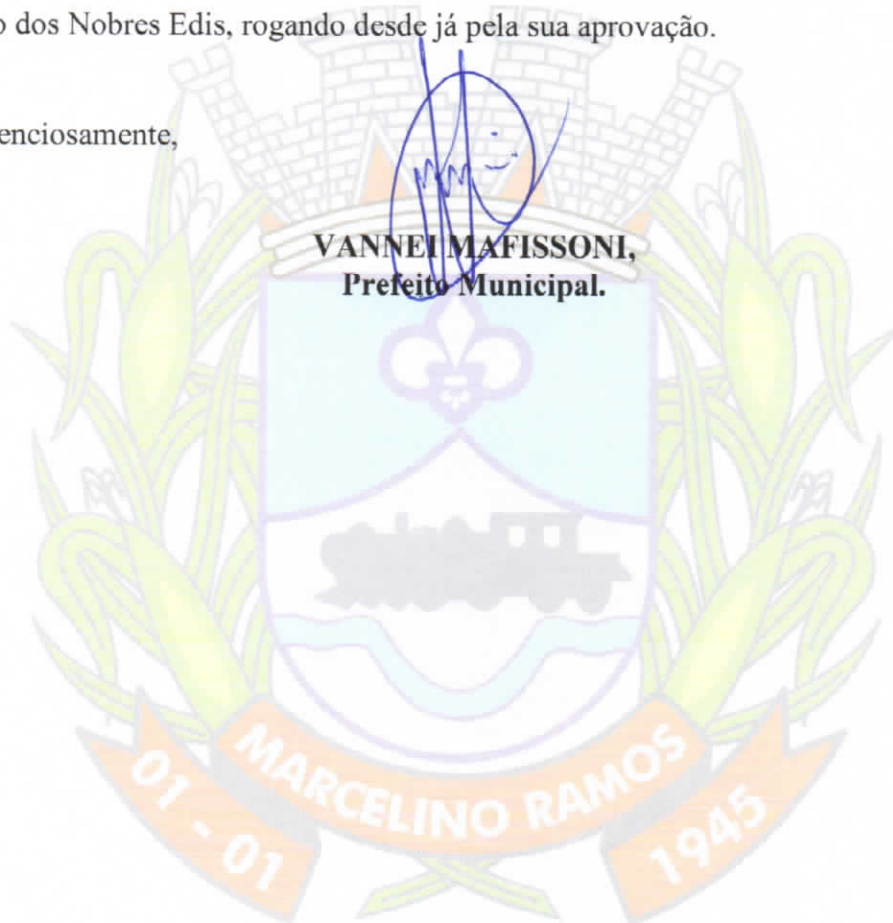 o dos Nobres Edis, rogando desde já pela sua aprovação.
enciosamente,
VANNEI MAFISSONI,
Prefeito Municipal.
MARCELINO RAMOS
01 - 01
1945